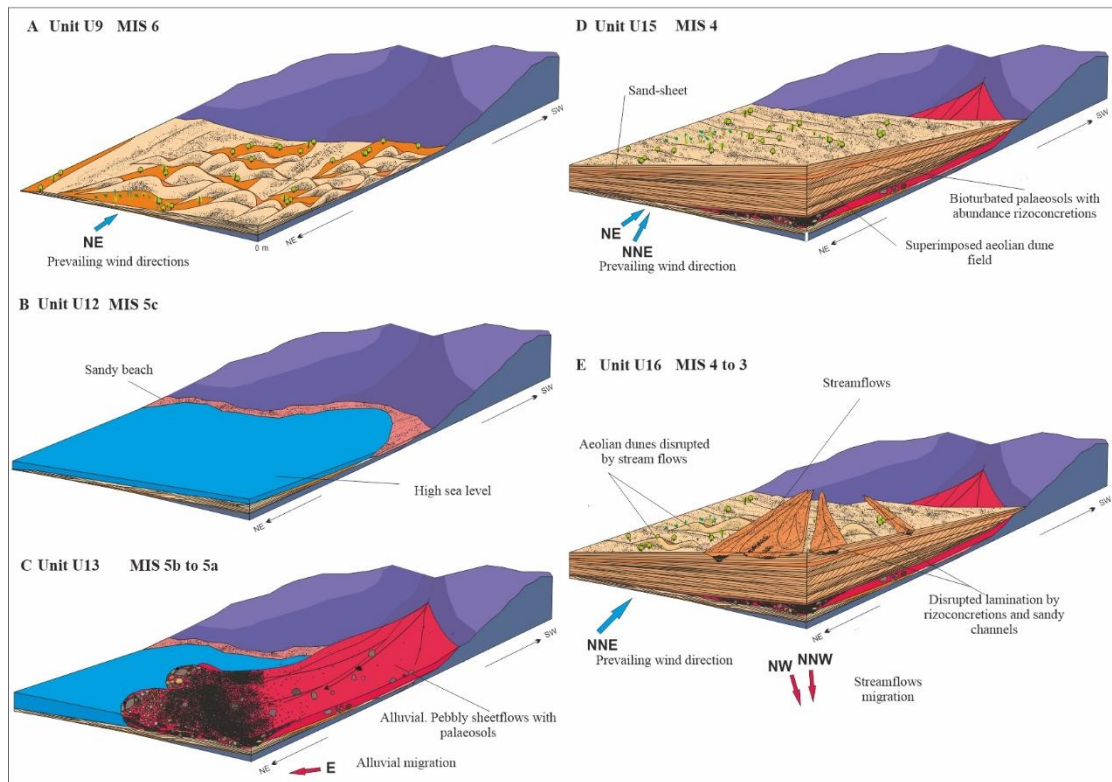 A Unit U9 MIS 6
SW
NE
0 m
NE
Prevailing wind directions
B Unit U12 MIS 5c
Sandy beach
SW
High sea level
NE
C Unit U13 MIS 5b to 5a
SW
Alluvial. Pebbly sheetflows with
palaeosols
NE
E
Alluvial migration
D Unit U15 MIS 4
Sand-sheet
SW
Bioturbated palaeosols with
abundance rizoconcretions
NE
NNE
Prevailing wind direction
NE
Superimposed aeolian dune
field
E Unit U16 MIS 4 to 3
Streamflows
Aeolian dunes disrupted
by stream flows
SW
Disrupted lamination by
rizoconcretions and sandy
channels
NE
NNE
Prevailing wind direction
NW NNW
Streamflows
migration